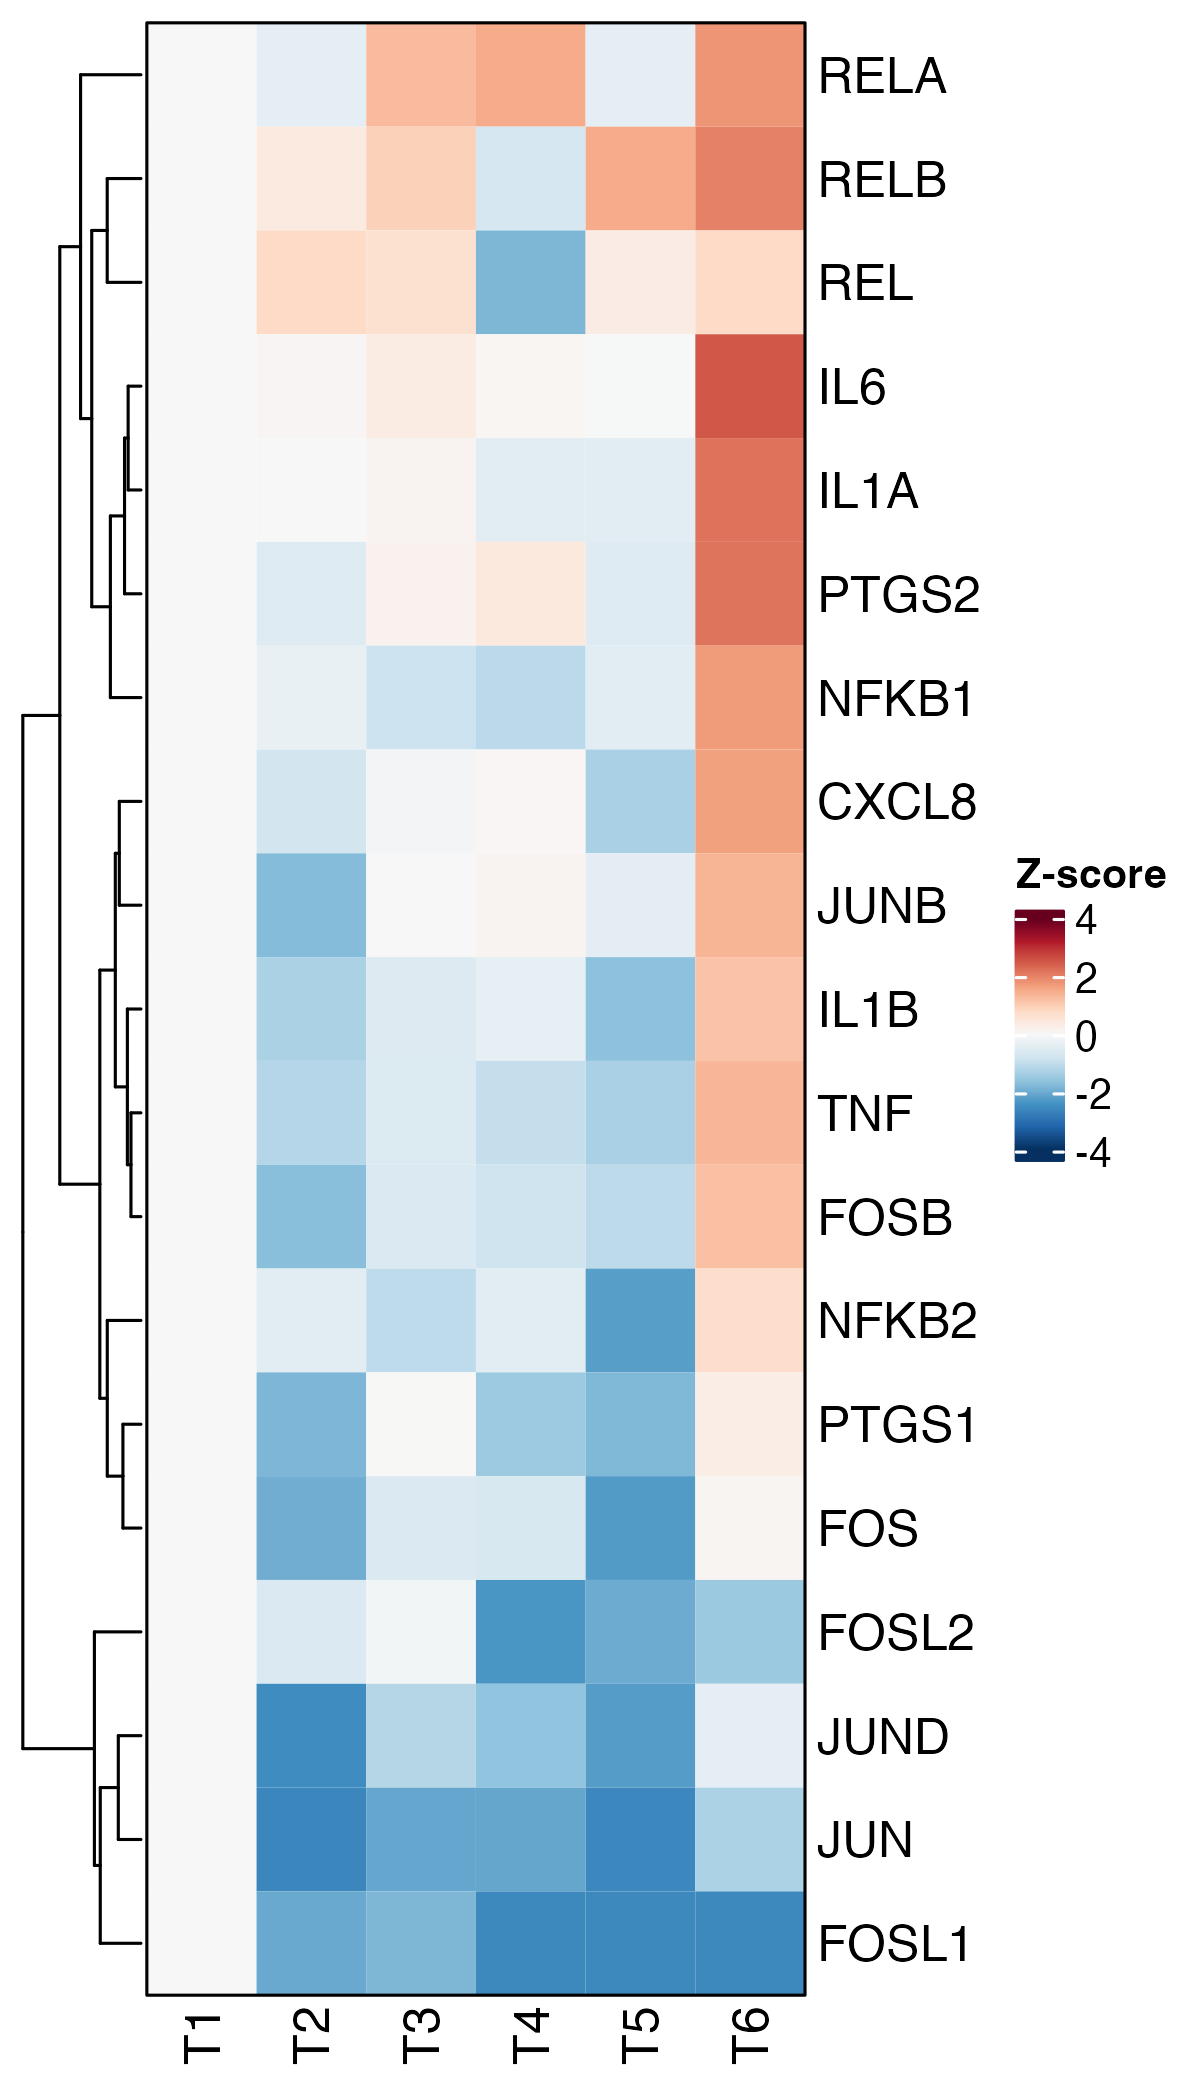 RELA
RELB
REL
IL6
IL1A
PTGS2
NFKB1
CXCL8
JUNB
IL1B
TNF
FOSB
NFKB2
PTGS1
FOS
FOSL2
JUND
JUN
FOSL1
Z-score
4
2
0
-2
-4
T1 T2 T3 T4 T5 T6